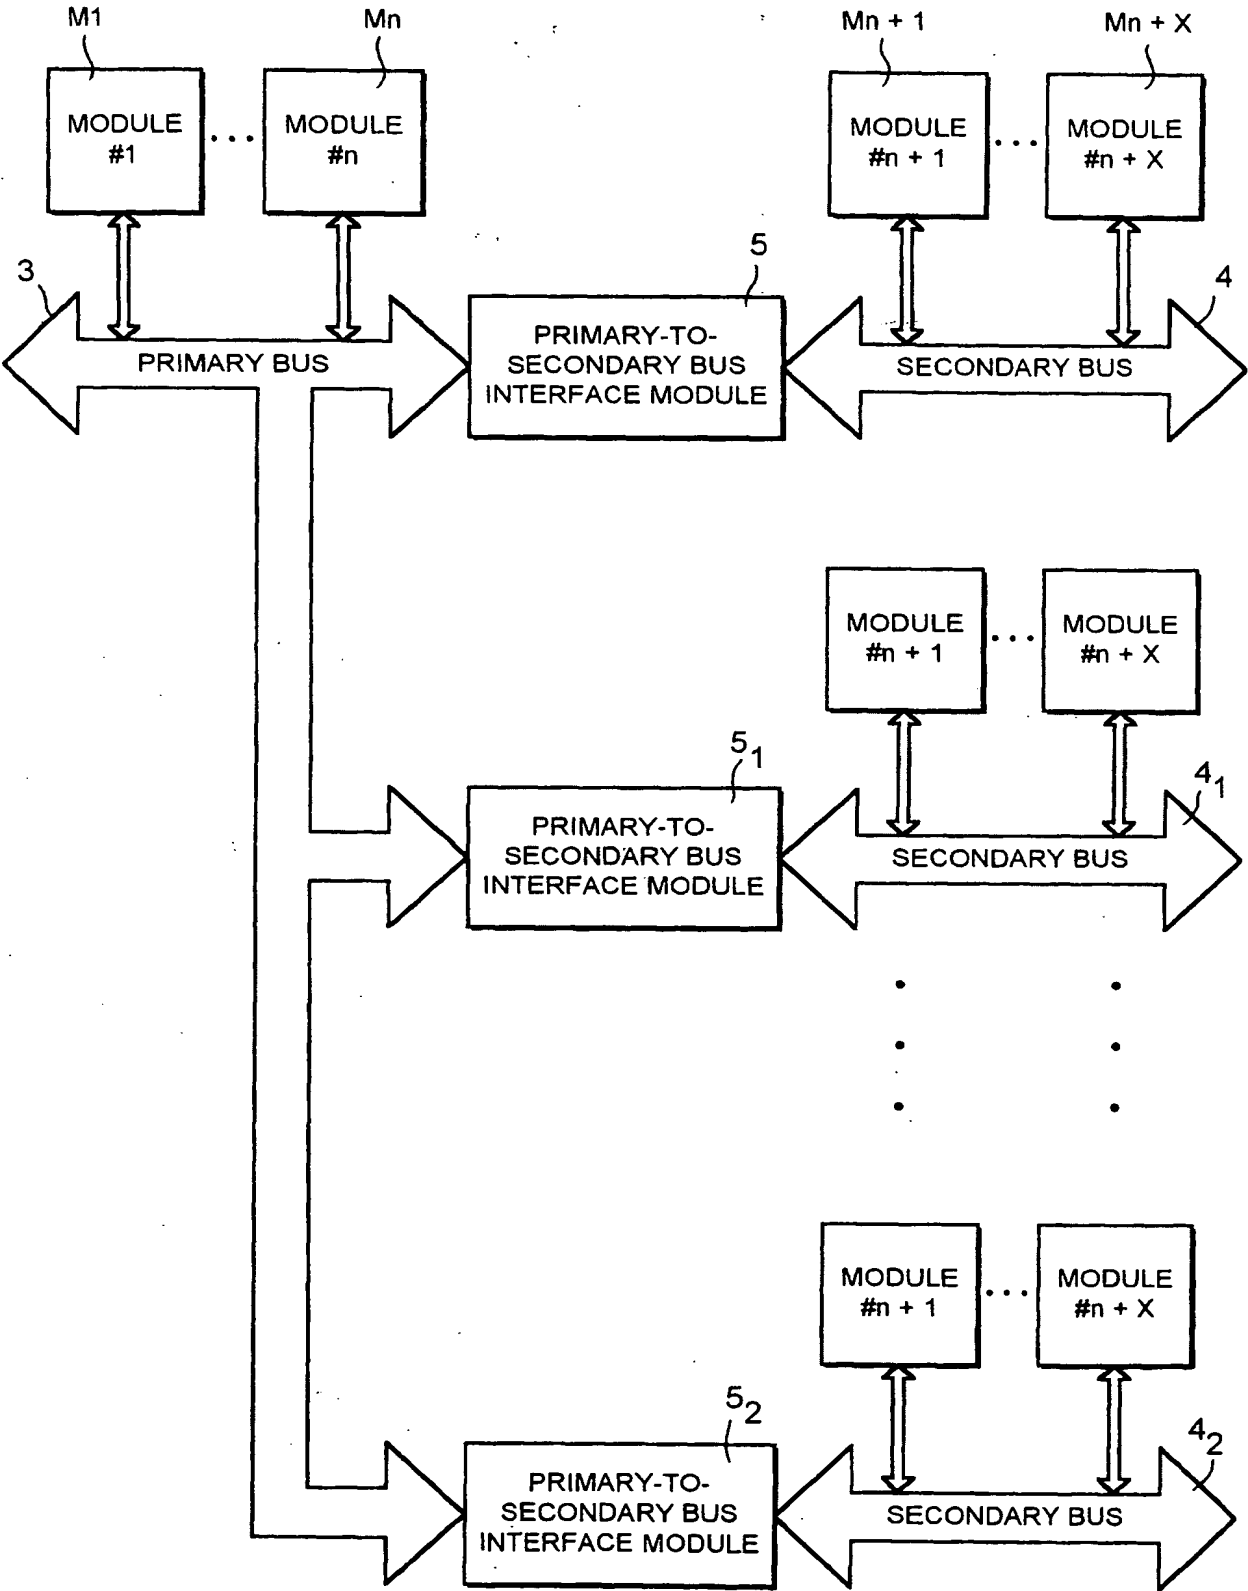 M1
Mn
Mn + 1
Mn + X
MODULE
#1
MODULE
#n
MODULE
#n + 1
MODULE
#n + X
3
5
4
PRIMARY BUS
PRIMARY-TO-
SECONDARY BUS
INTERFACE MODULE
SECONDARY BUS
MODULE
#n + 1
MODULE
#n + X
5₁
4₁
PRIMARY-TO-
SECONDARY BUS
INTERFACE MODULE
SECONDARY BUS
MODULE
#n + 1
MODULE
#n + X
5₂
4₂
PRIMARY-TO-
SECONDARY BUS
INTERFACE MODULE
SECONDARY BUS